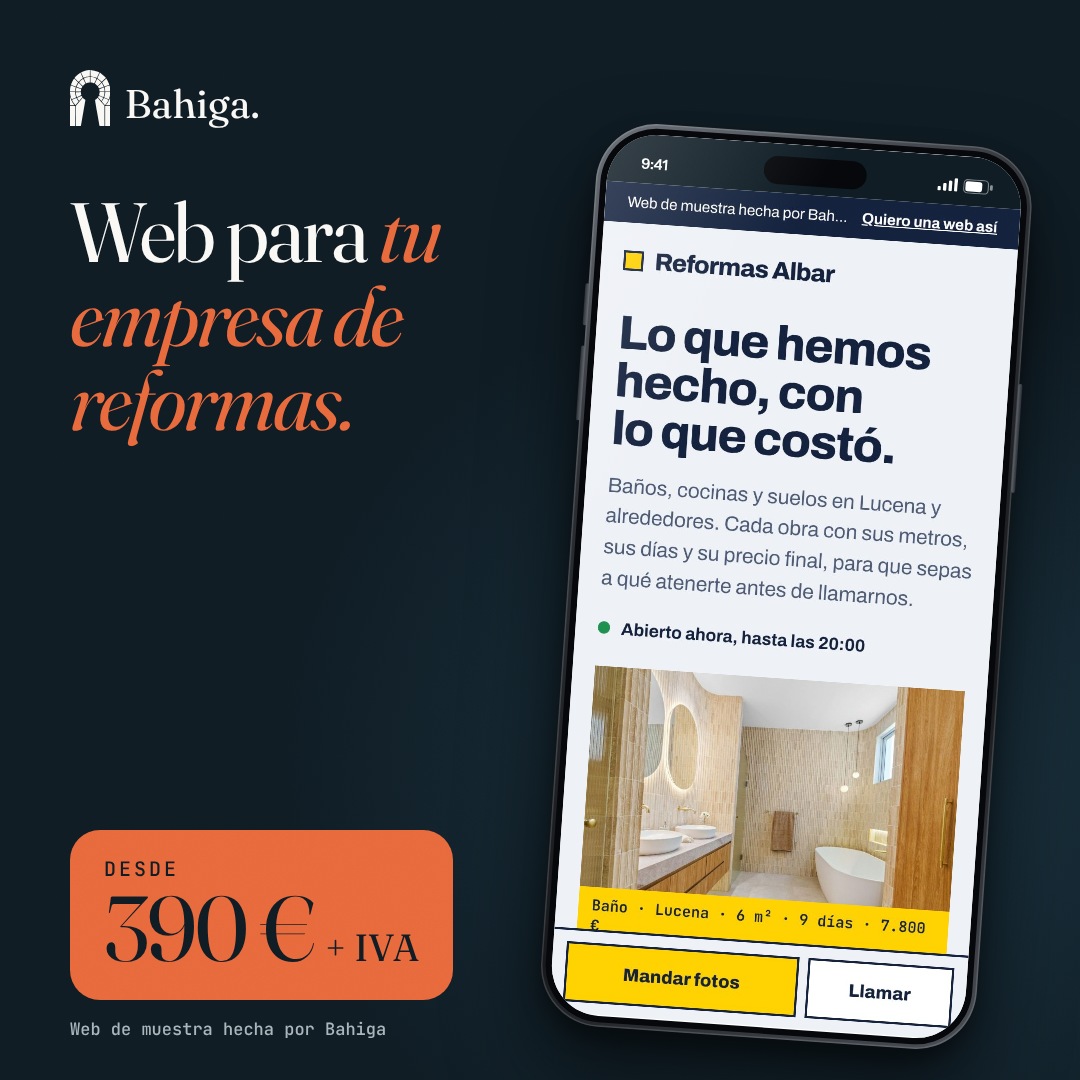 Bahiga.
Web para tu
empresa de
reformas.
DESDE
390 € + IVA
Web de muestra hecha por Bahiga
9:41
Web de muestra hecha por Bah... Quiero una web así
Reformas Albar
Lo que hemos
hecho, con
lo que costó.
Baños, cocinas y suelos en Lucena y
alrededores. Cada obra con sus metros,
sus días y su precio final, para que sepas
a qué atenerte antes de llamarnos.
Abierto ahora, hasta las 20:00
Baño · Lucena · 6 m² · 9 días · 7.800
€
Mandar fotos
Llamar